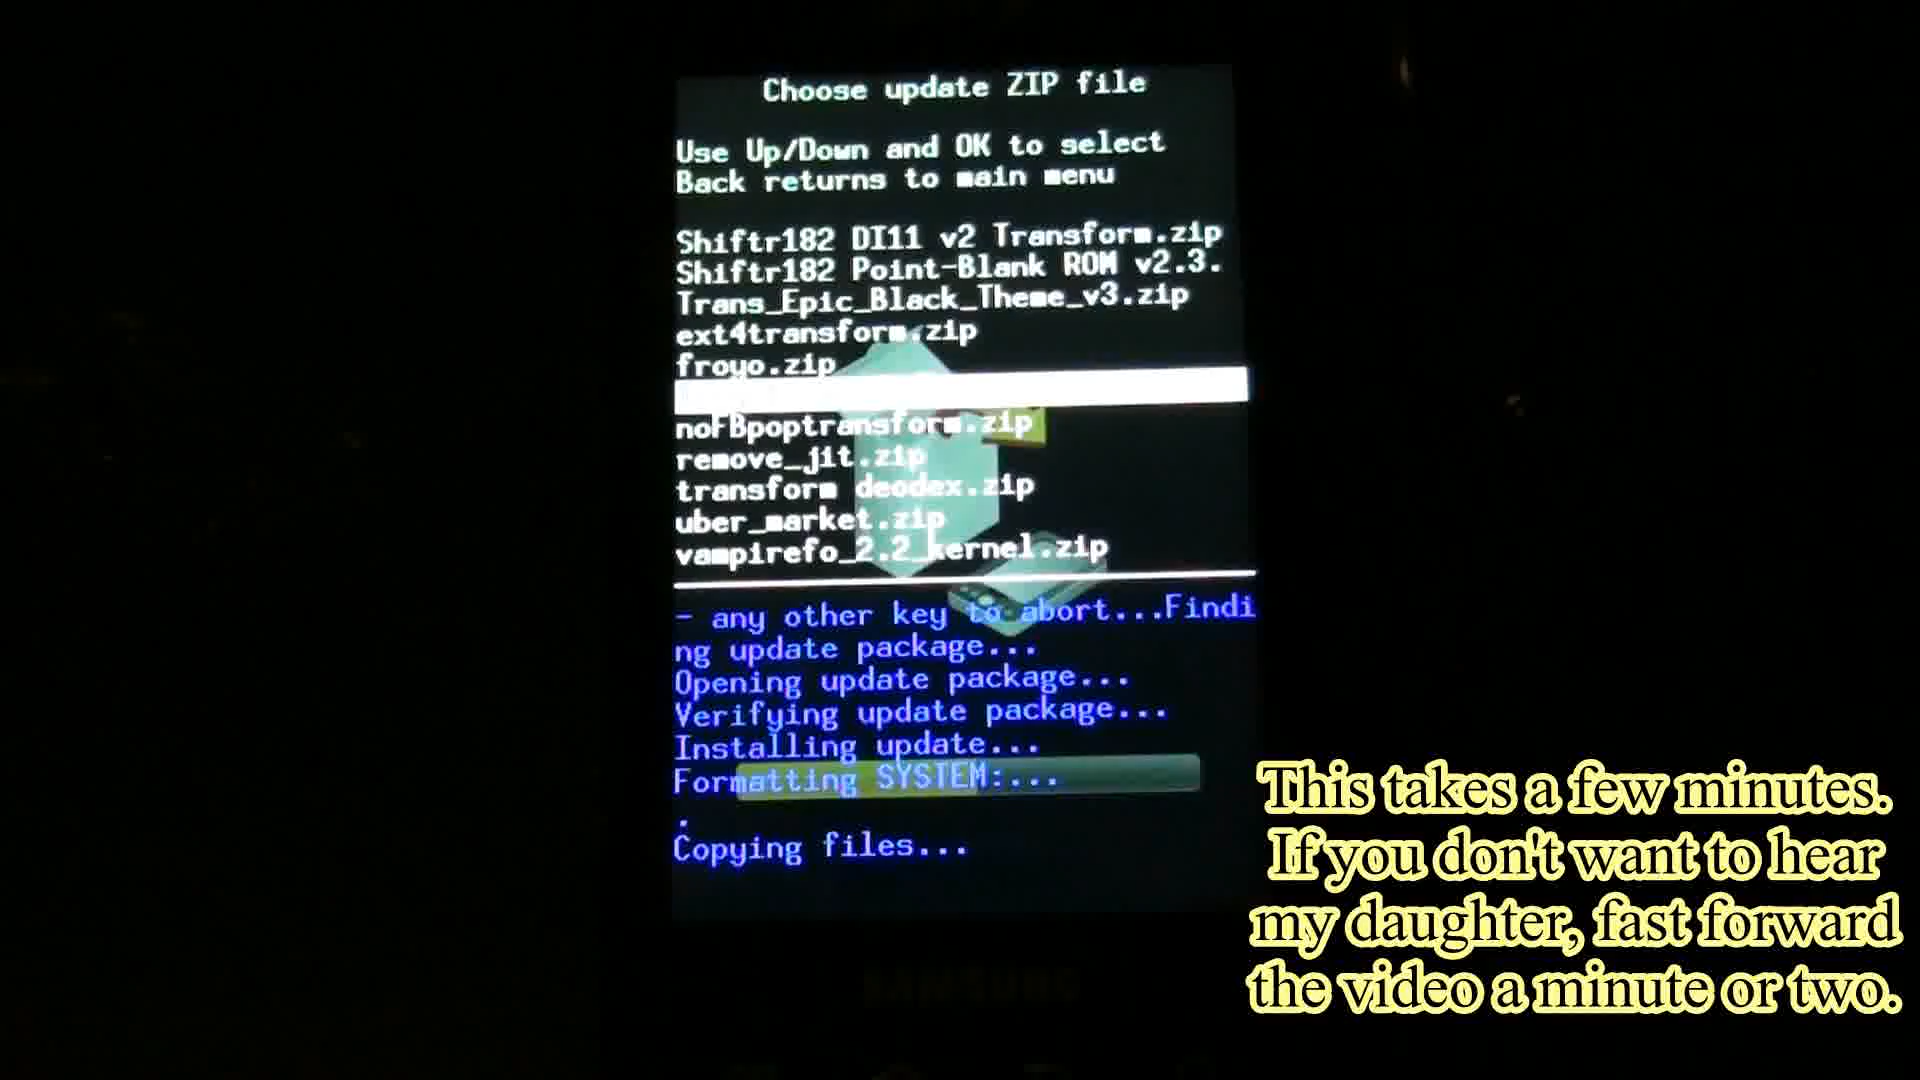 Choose update ZIP file
Use Up/Down and OK to select
Back returns to main menu
Shiftr182 DI11 v2 Transform.zip
Shiftr182 Point-Blank ROM v2.3.
Trans_Epic_Black_Theme_v3.zip
ext4transform.zip
froyo.zip
noFBpoptransform.zip
remove_jit.zip
transform deodex.zip
uber_market.zip
vampirefo_2.2_kernel.zip
- any other key to abort...Findi
ng update package...
Opening update package...
Verifying update package...
Installing update...
Formatting SYSTEM:...
.
Copying files...
SAMSUNG
This takes a few minutes.
If you don't want to hear
my daughter, fast forward
the video a minute or two.